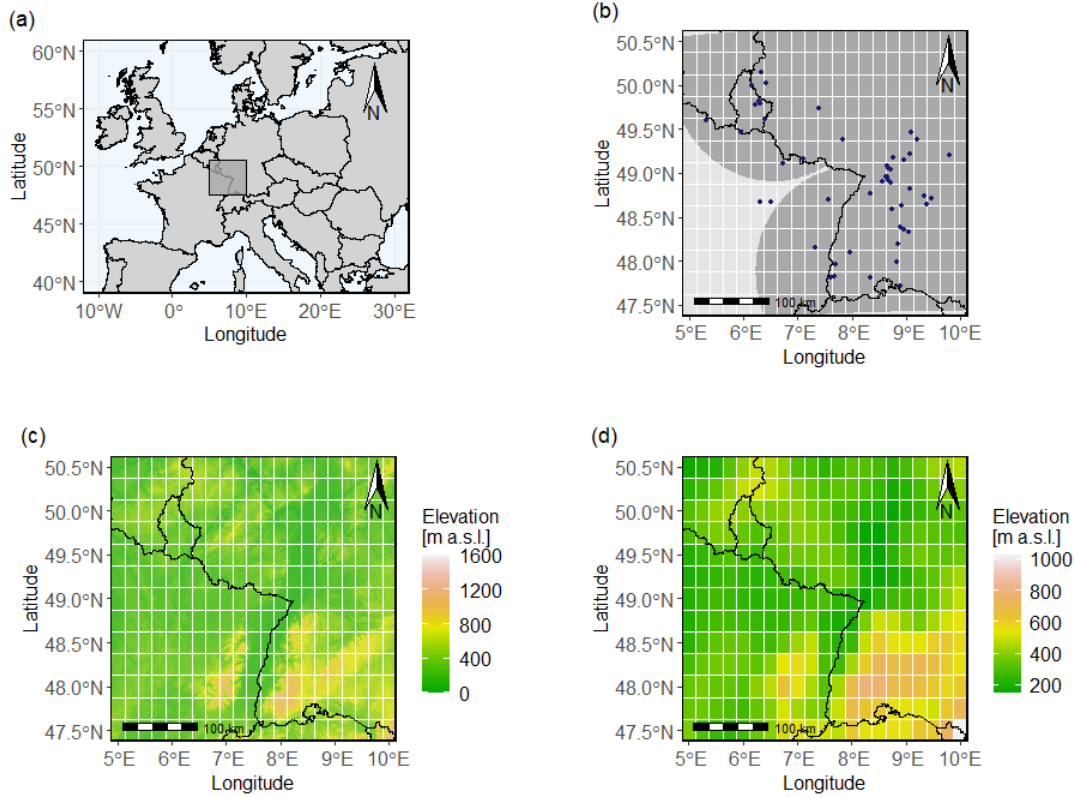 (a)
60°N
55°N
50°N
45°N
40°N
Latitude
N
10°W 0° 10°E 20°E 30°E
Longitude
(b)
50.5°N
50.0°N
49.5°N
49.0°N
48.5°N
48.0°N
47.5°N
Latitude
N
100 km
5°E 6°E 7°E 8°E 9°E 10°E
Longitude
(c)
50.5°N
50.0°N
49.5°N
49.0°N
48.5°N
48.0°N
47.5°N
Latitude
N
100 km
5°E 6°E 7°E 8°E 9°E 10°E
Longitude
Elevation
[m a.s.l.]
1600
1200
800
400
0
(d)
50.5°N
50.0°N
49.5°N
49.0°N
48.5°N
48.0°N
47.5°N
Latitude
N
100 km
5°E 6°E 7°E 8°E 9°E 10°E
Longitude
Elevation
[m a.s.l.]
1000
800
600
400
200